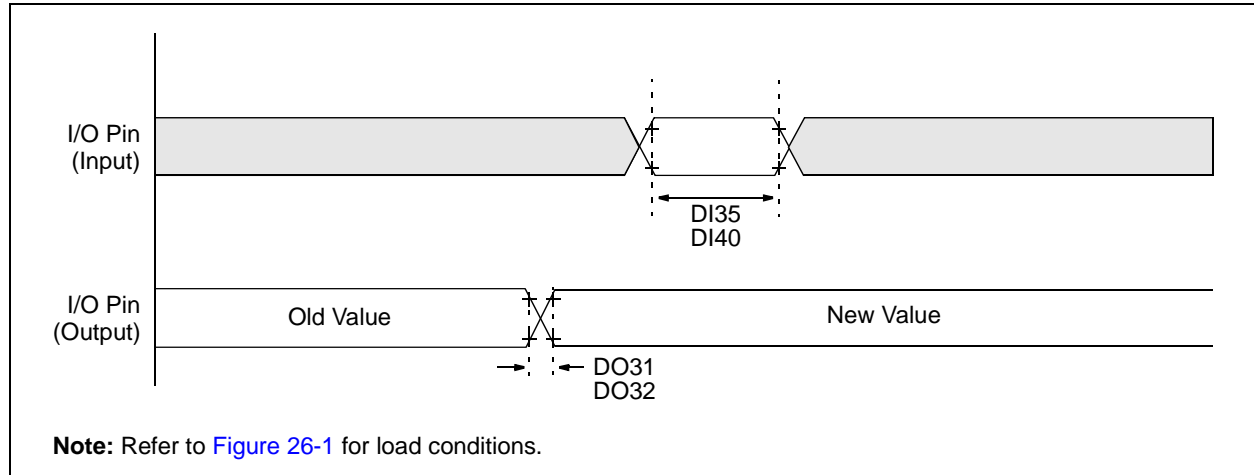 I/O Pin
(Input)
DI35
DI40
I/O Pin
(Output)
Old Value
New Value
DO31
DO32
Note: Refer to Figure 26-1 for load conditions.